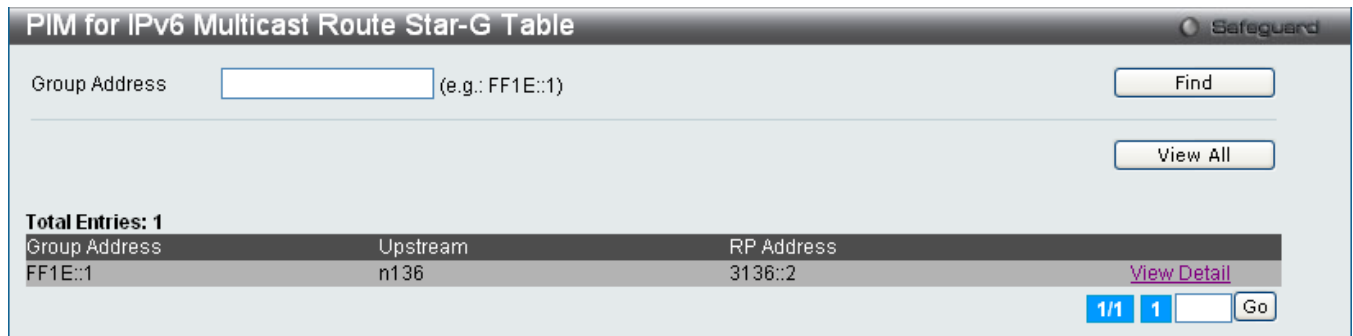 PIM for IPv6 Multicast Route Star-G Table Safeguard
Group Address (e.g.: FF1E::1) Find
View All
Total Entries: 1
Group Address Upstream RP Address
FF1E::1 n136 3136::2 View Detail
1/1 1 Go